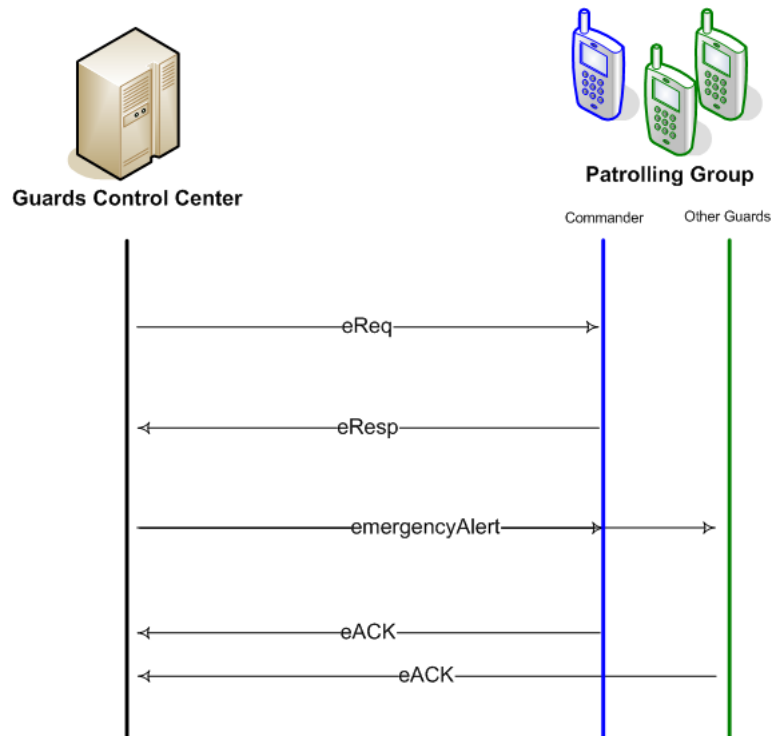 Guards Control Center
Patrolling Group
Commander
Other Guards
eReq
eResp
emergencyAlert
eACK
eACK